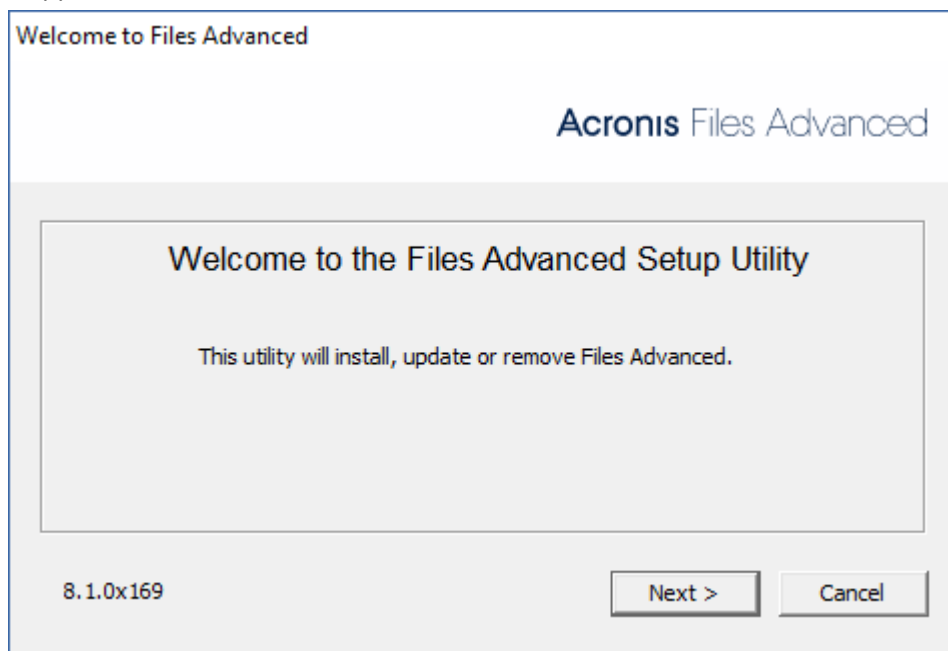 Welcome to Files Advanced
Acronis Files Advanced
Welcome to the Files Advanced Setup Utility
This utility will install, update or remove Files Advanced.
8.1.0x169
Next >
Cancel